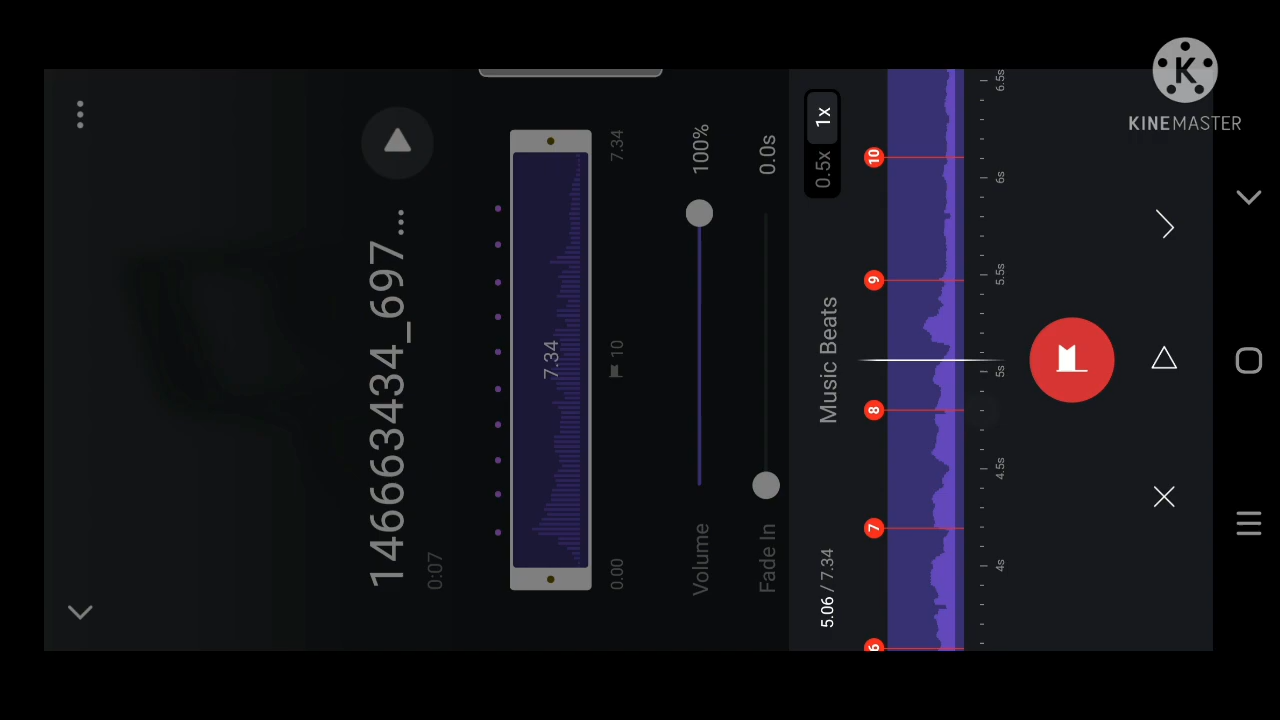 KINEMASTER
K
14663434_697...
0:07
7.34
0.00
10
7.34
Volume
100%
Fade In
0.0s
5.06 / 7.34
Music Beats
0.5x
1x
6
7
8
9
10
4s
4.5s
5s
5.5s
6s
6.5s